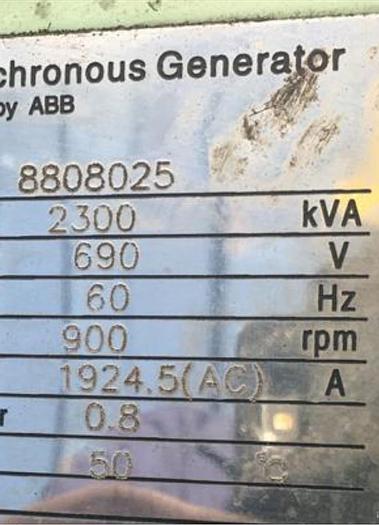 chronous Generator
by ABB
8808025
2300 kVA
690 V
60 Hz
900 rpm
1924.5(AC) A
r 0.8
50 °C